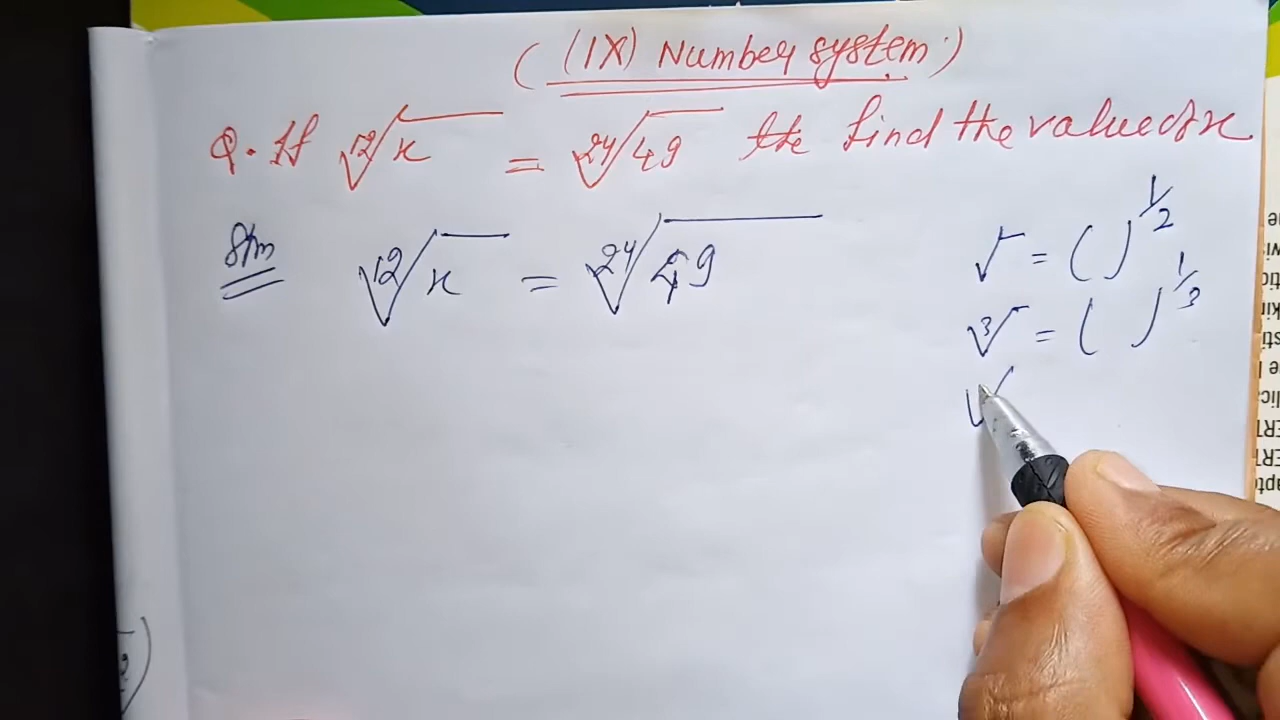 ( (IX) Number system )
Q. If ¹²√x = ²⁴√49 the find the value of x
Soln ¹²√x = ²⁴√49
√ = ( )^1/2
³√ = ( )^1/3
√